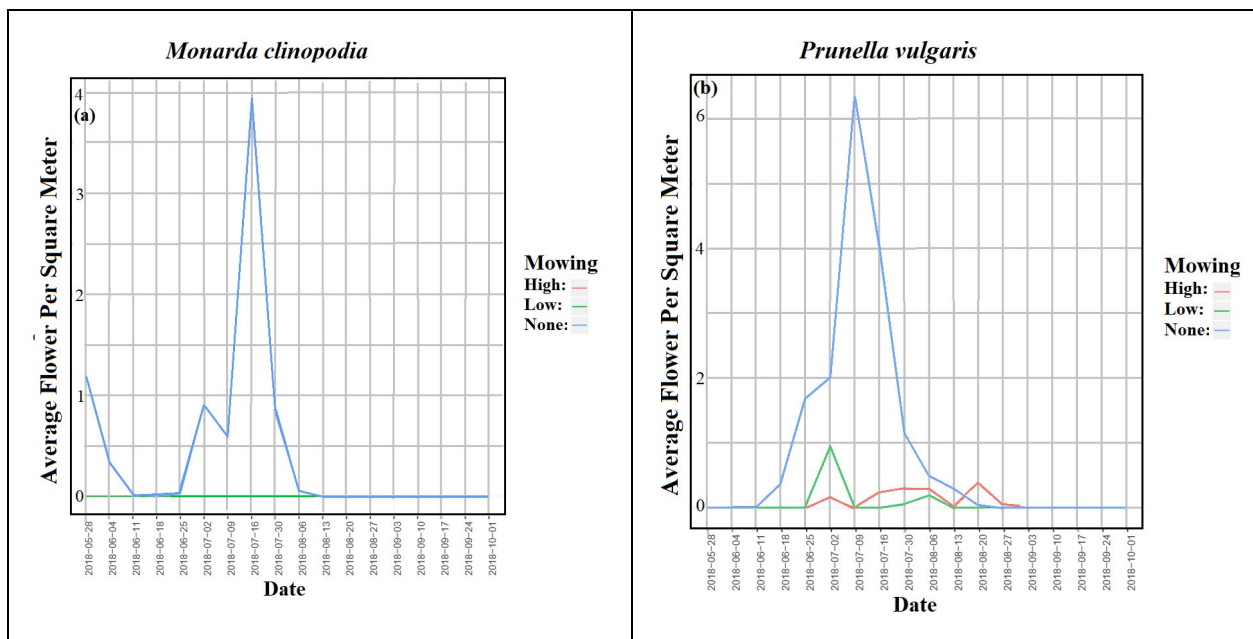 Monarda clinopodia
(a)
Average Flower Per Square Meter
4
3
2
1
0
2018-05-28
2018-06-04
2018-06-11
2018-06-18
2018-06-25
2018-07-02
2018-07-09
2018-07-16
2018-07-30
2018-08-06
2018-08-13
2018-08-20
2018-08-27
2018-09-03
2018-09-10
2018-09-17
2018-09-24
2018-10-01
Date
Mowing
High:
Low:
None:
Prunella vulgaris
(b)
Average Flower Per Square Meter
6
4
2
0
2018-05-28
2018-06-04
2018-06-11
2018-06-18
2018-06-25
2018-07-02
2018-07-09
2018-07-16
2018-07-30
2018-08-06
2018-08-13
2018-08-20
2018-08-27
2018-09-03
2018-09-10
2018-09-17
2018-09-24
2018-10-01
Date
Mowing
High:
Low:
None: